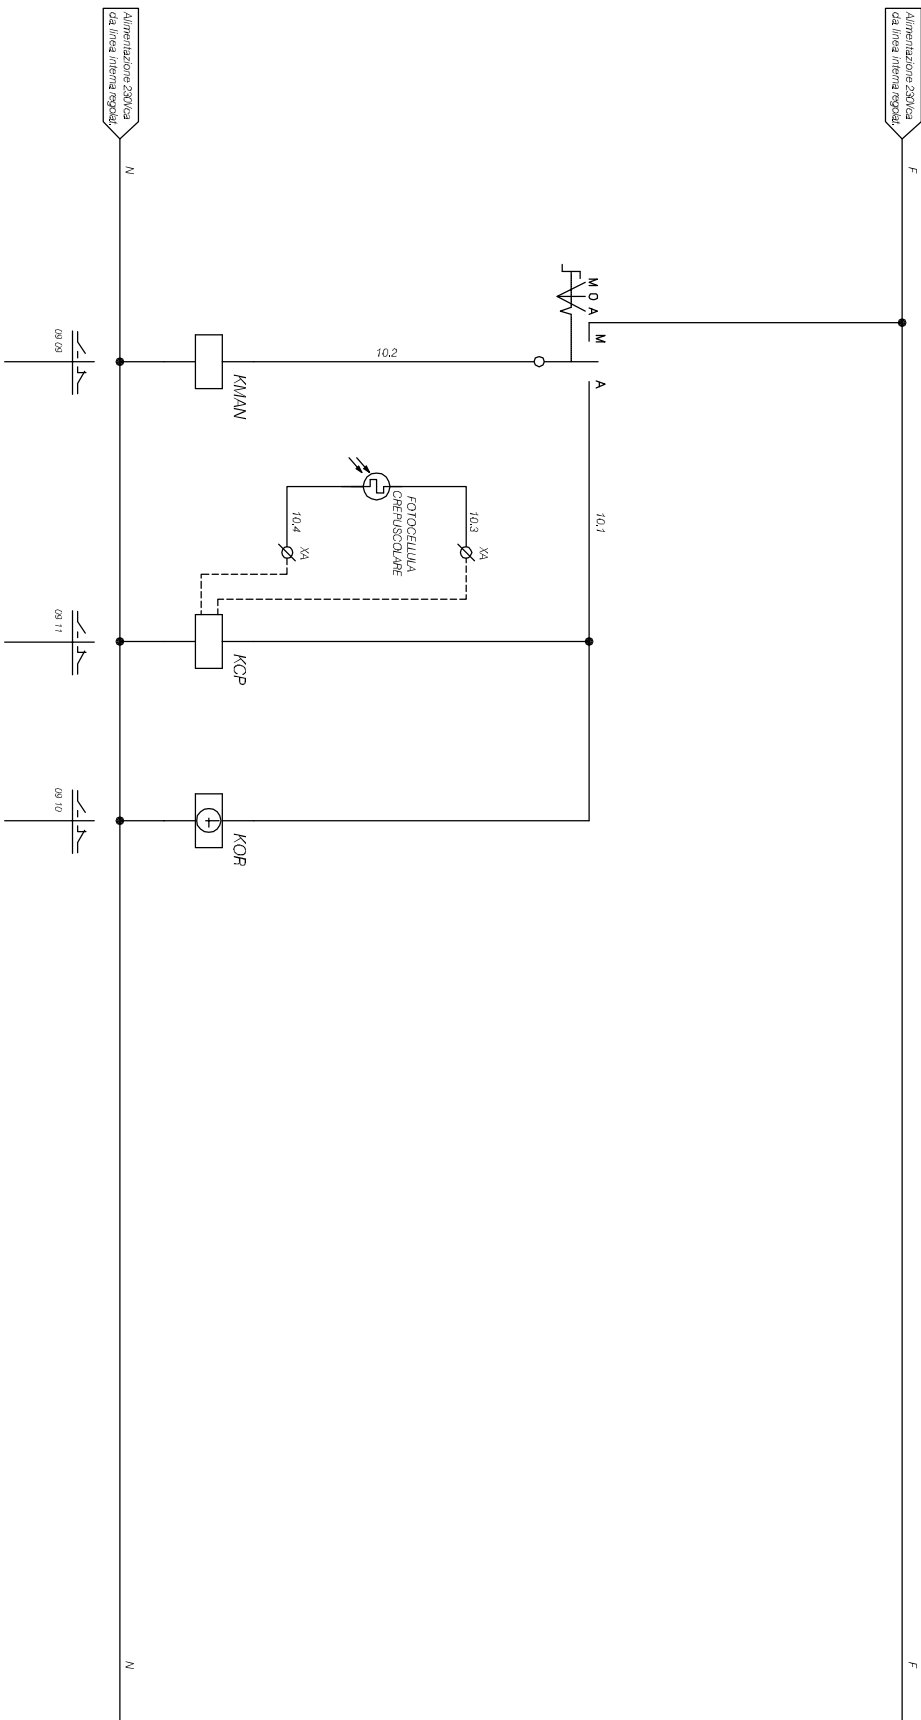 Alimentazione 230Vca
da linea interna regolat.
F
F
M O A
M
A
10.1
10.2
XA
10.3
FOTOCELLULA
CREPUSCOLARE
XA
10.4
KMAN
KCP
KOR
Alimentazione 230Vca
da linea interna regolat.
N
N
09 09
09 11
09 10